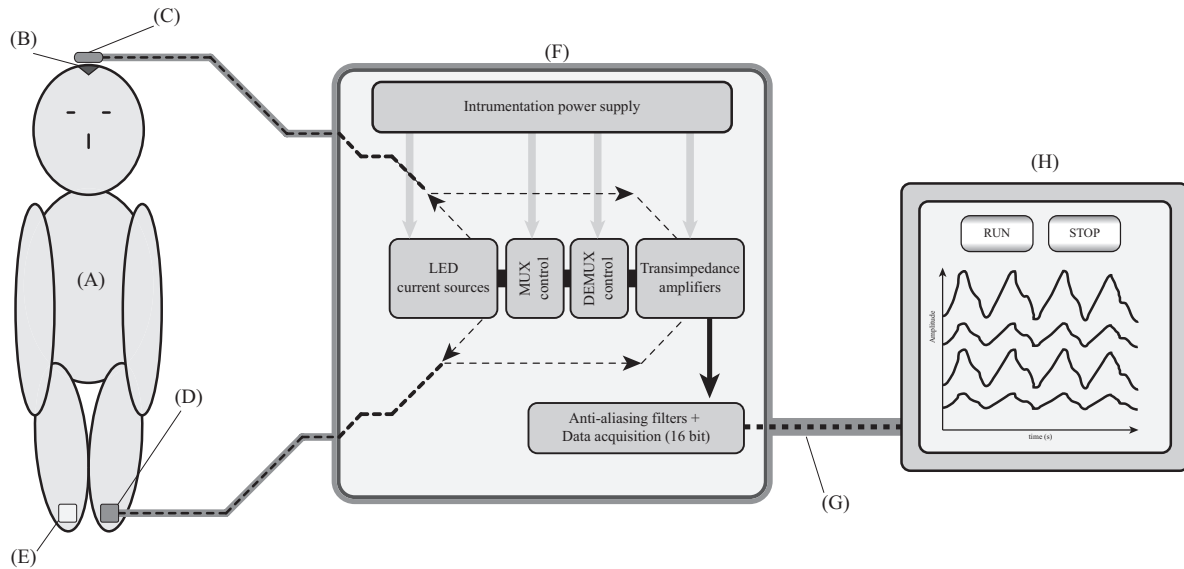 (C)
(B)
(F)
Intrumentation power supply
(H)
RUN
STOP
(A)
LED
current sources
MUX
control
DEMUX
control
Transimpedance
amplifiers
Amplitude
(D)
Anti-aliasing filters +
Data acquisition (16 bit)
time (s)
(G)
(E)